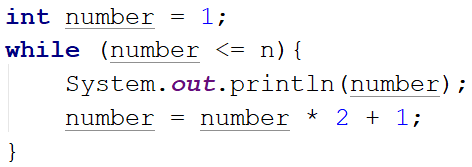 int number = 1;
while (number <= n){
    System.out.println(number);
    number = number * 2 + 1;
}